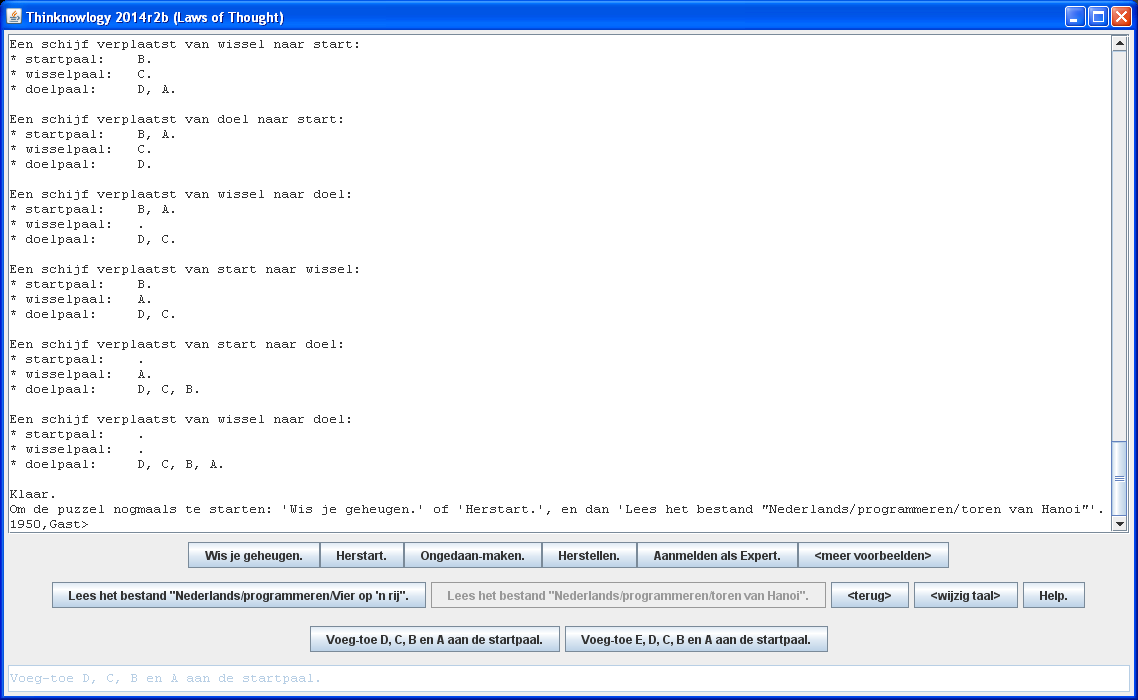 Thinknowlogy 2014r2b (Laws of Thought)
Een schijf verplaatst van wissel naar start:
* startpaal:    B.
* wisselpaal:   C.
* doelpaal:     D, A.
Een schijf verplaatst van doel naar start:
* startpaal:    B, A.
* wisselpaal:   C.
* doelpaal:     D.
Een schijf verplaatst van wissel naar doel:
* startpaal:    B, A.
* wisselpaal:   .
* doelpaal:     D, C.
Een schijf verplaatst van start naar wissel:
* startpaal:    B.
* wisselpaal:   A.
* doelpaal:     D, C.
Een schijf verplaatst van start naar doel:
* startpaal:    .
* wisselpaal:   A.
* doelpaal:     D, C, B.
Een schijf verplaatst van wissel naar doel:
* startpaal:    .
* wisselpaal:   .
* doelpaal:     D, C, B, A.
Klaar.
Om de puzzel nogmaals te starten: 'Wis je geheugen.' of 'Herstart.', en dan 'Lees het bestand "Nederlands/programmeren/toren van Hanoi"'.
1950,Gast>
Wis je geheugen. Herstart. Ongedaan-maken. Herstellen. Aanmelden als Expert. <meer voorbeelden>
Lees het bestand "Nederlands/programmeren/Vier op 'n rij". Lees het bestand "Nederlands/programmeren/toren van Hanoi". <terug> <wijzig taal> Help.
Voeg-toe D, C, B en A aan de startpaal. Voeg-toe E, D, C, B en A aan de startpaal.
Voeg-toe D, C, B en A aan de startpaal.